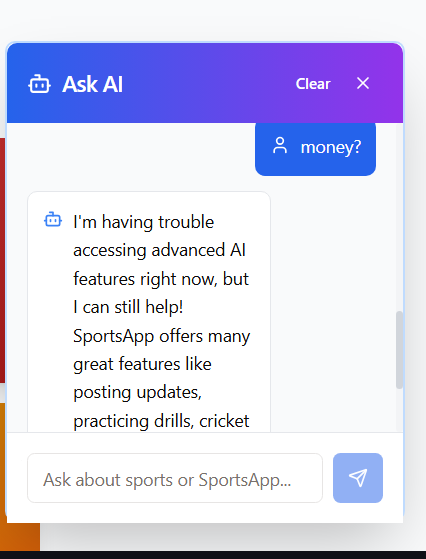 Ask AI
Clear
money?
I'm having trouble
accessing advanced AI
features right now, but
I can still help!
SportsApp offers many
great features like
posting updates,
practicing drills, cricket
Ask about sports or SportsApp...